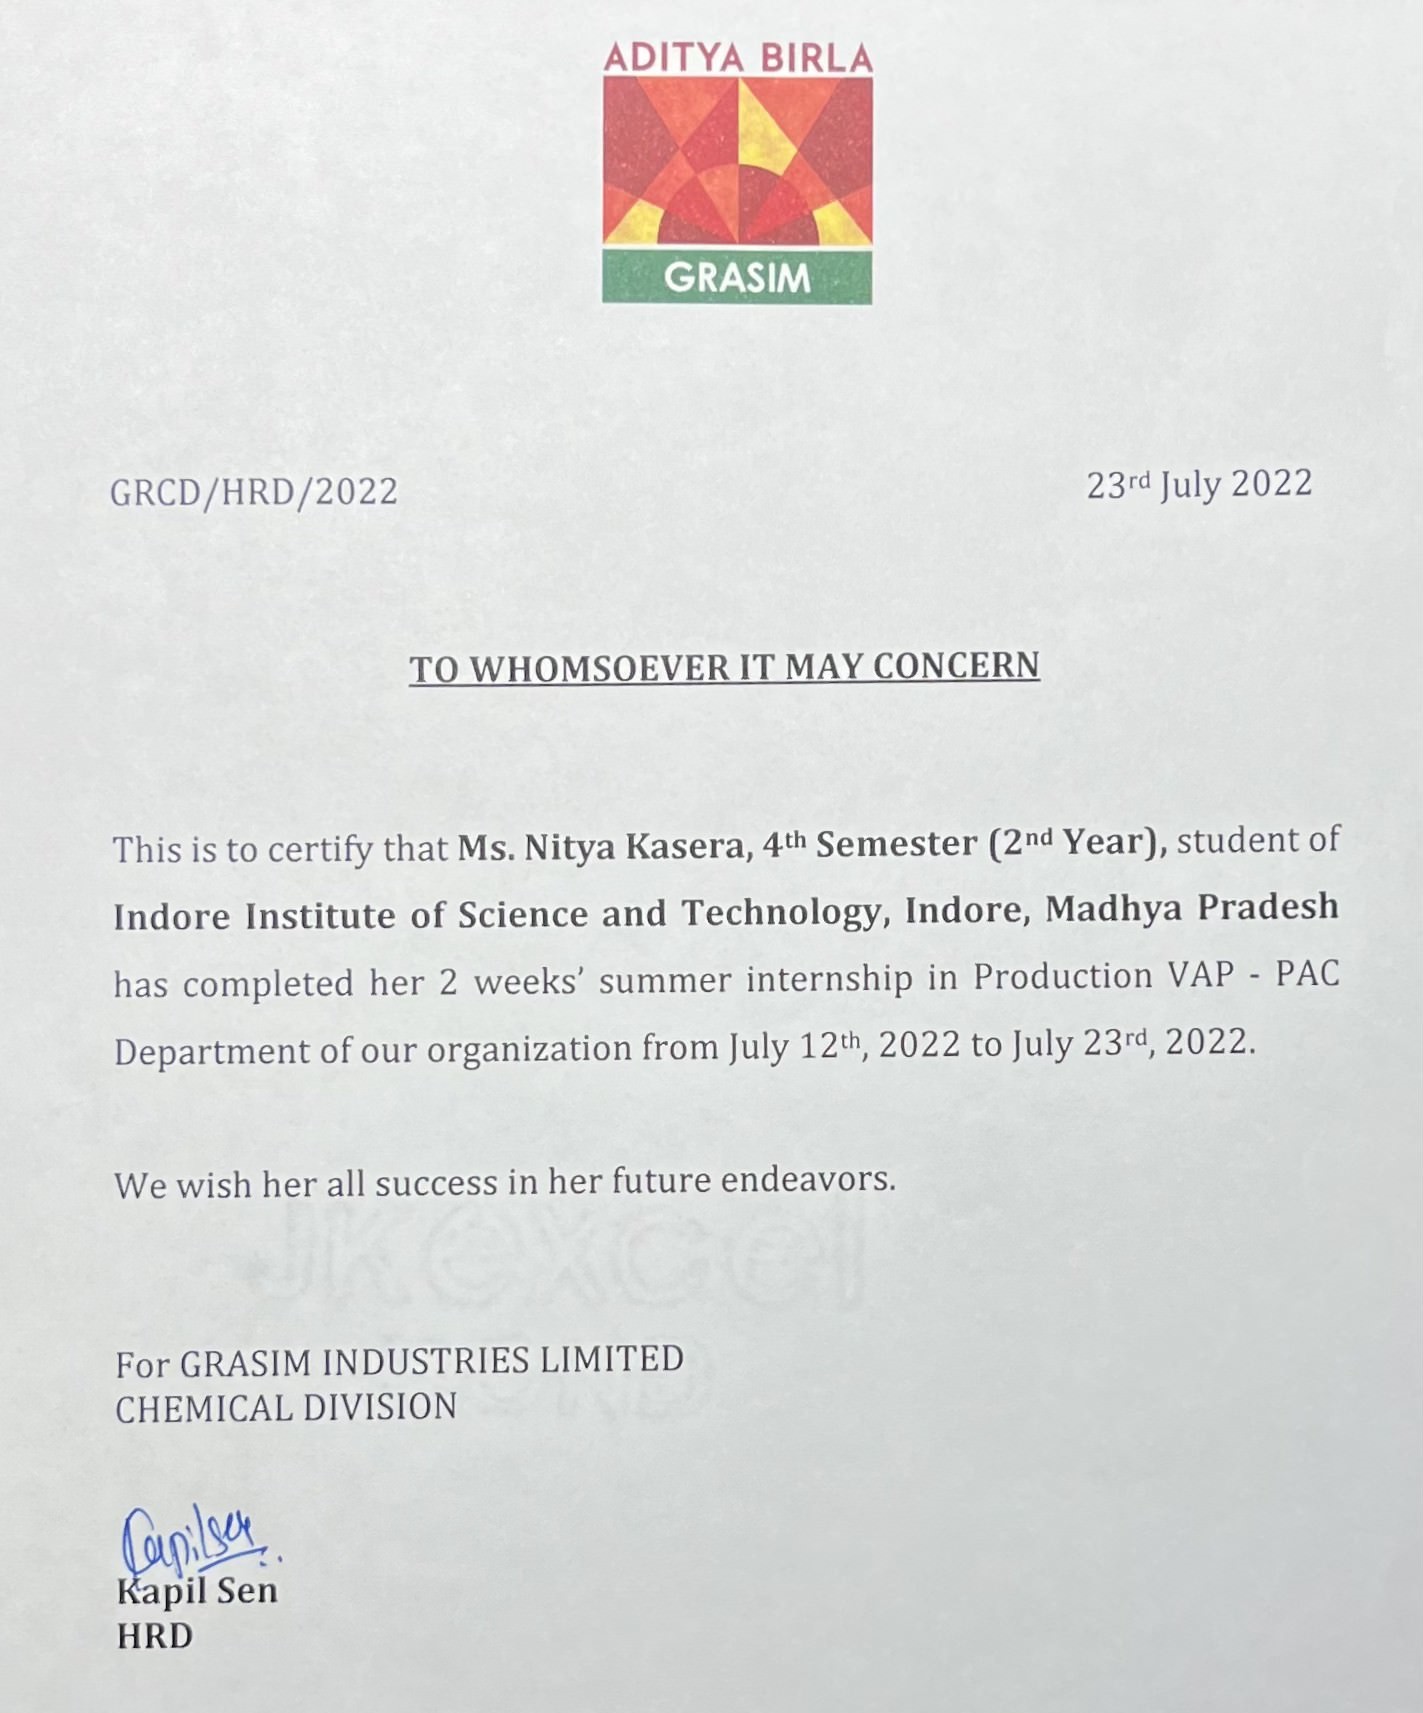 ADITYA BIRLA
GRASIM
GRCD/HRD/2022
23rd July 2022
TO WHOMSOEVER IT MAY CONCERN
This is to certify that Ms. Nitya Kasera, 4th Semester (2nd Year), student of
Indore Institute of Science and Technology, Indore, Madhya Pradesh
has completed her 2 weeks’ summer internship in Production VAP - PAC
Department of our organization from July 12th, 2022 to July 23rd, 2022.
We wish her all success in her future endeavors.
JK excel
For GRASIM INDUSTRIES LIMITED
CHEMICAL DIVISION
Kapilsen
Kapil Sen
HRD